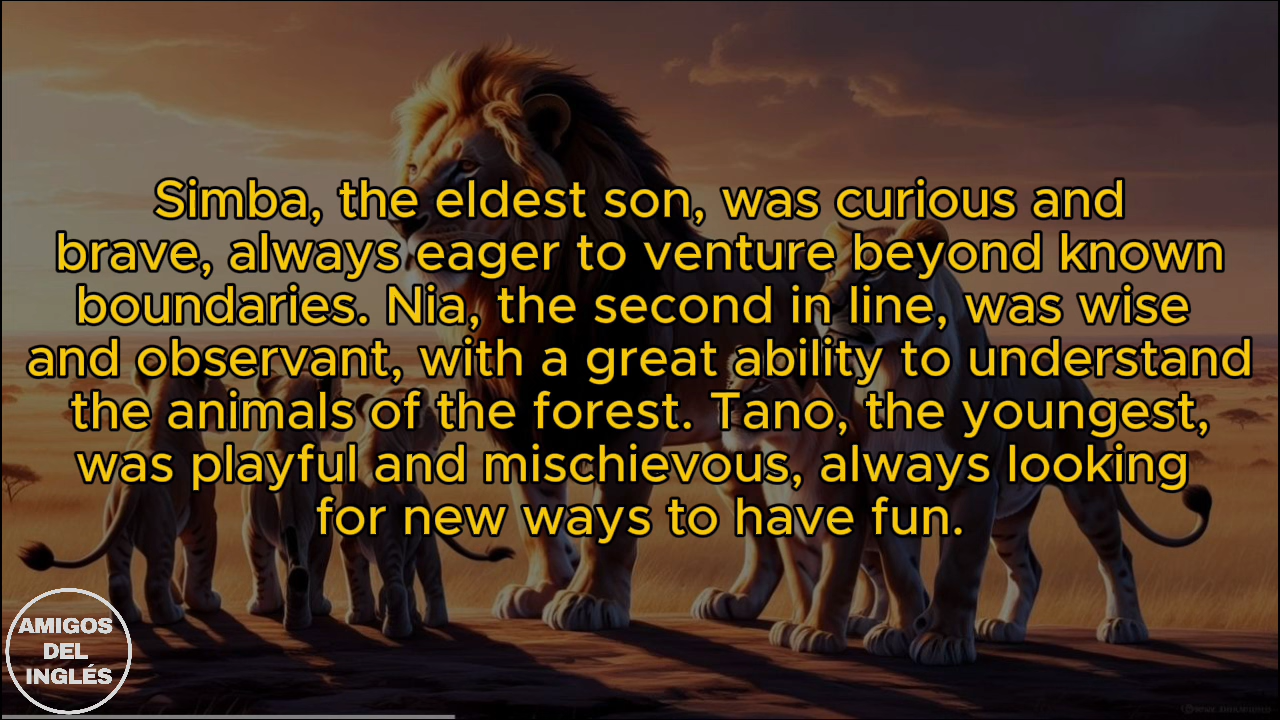 Simba, the eldest son, was curious and
brave, always eager to venture beyond known
boundaries. Nia, the second in line, was wise
and observant, with a great ability to understand
the animals of the forest. Tano, the youngest,
was playful and mischievous, always looking
for new ways to have fun.
AMIGOS
DEL
INGLÉS